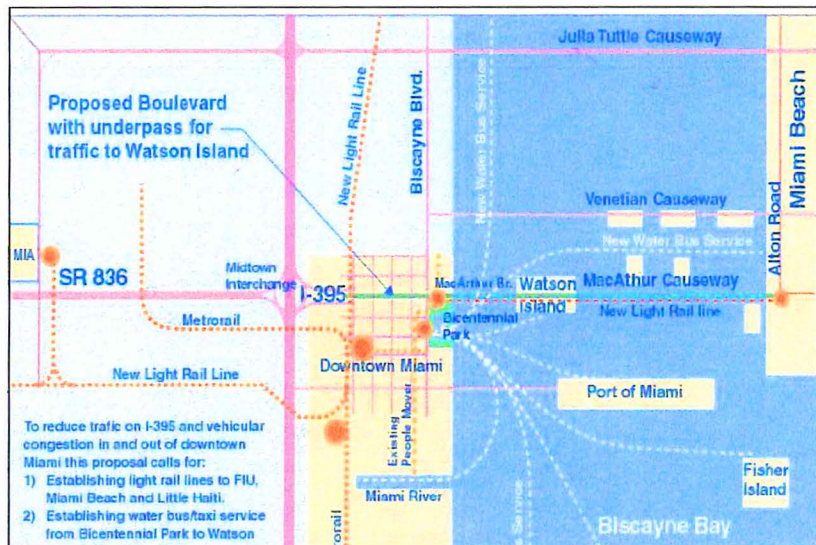 Julia Tuttle Causeway
Proposed Boulevard
with underpass for
traffic to Watson Island
New Light Rail Line
Biscayne Blvd.
New Water Bus Service
Miami Beach
Venetian Causeway
New Water Bus Service
Alton Road
MIA
SR 836
Midtown
Interchange
I-395
MacArthur Br.
Watson
Island
MacAthur Causeway
New Light Rail line
Bicentennial
Park
Metrorail
New Light Rail Line
Downtown Miami
Port of Miami
Existing
People Mover
Miami River
Fisher
Island
Biscayne Bay
s Service
trorail
To reduce trafic on I-395 and vehicular
congestion in and out of downtown
Miami this proposal calls for:
1) Establishing light rail lines to FIU,
Miami Beach and Little Haiti.
2) Establishing water bus/taxi service
from Bicentennial Park to Watson